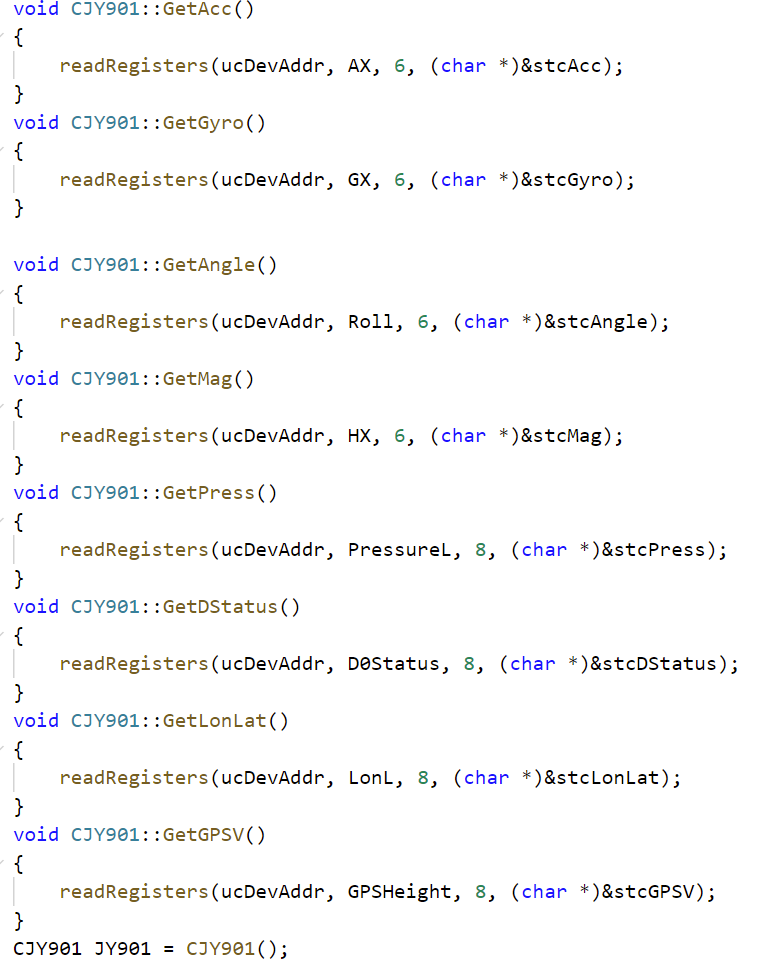 void CJY901::GetAcc()
{
    readRegisters(ucDevAddr, AX, 6, (char *)&stcAcc);
}
void CJY901::GetGyro()
{
    readRegisters(ucDevAddr, GX, 6, (char *)&stcGyro);
}

void CJY901::GetAngle()
{
    readRegisters(ucDevAddr, Roll, 6, (char *)&stcAngle);
}
void CJY901::GetMag()
{
    readRegisters(ucDevAddr, HX, 6, (char *)&stcMag);
}
void CJY901::GetPress()
{
    readRegisters(ucDevAddr, PressureL, 8, (char *)&stcPress);
}
void CJY901::GetDStatus()
{
    readRegisters(ucDevAddr, D0Status, 8, (char *)&stcDStatus);
}
void CJY901::GetLonLat()
{
    readRegisters(ucDevAddr, LonL, 8, (char *)&stcLonLat);
}
void CJY901::GetGPSV()
{
    readRegisters(ucDevAddr, GPSHeight, 8, (char *)&stcGPSV);
}
CJY901 JY901 = CJY901();